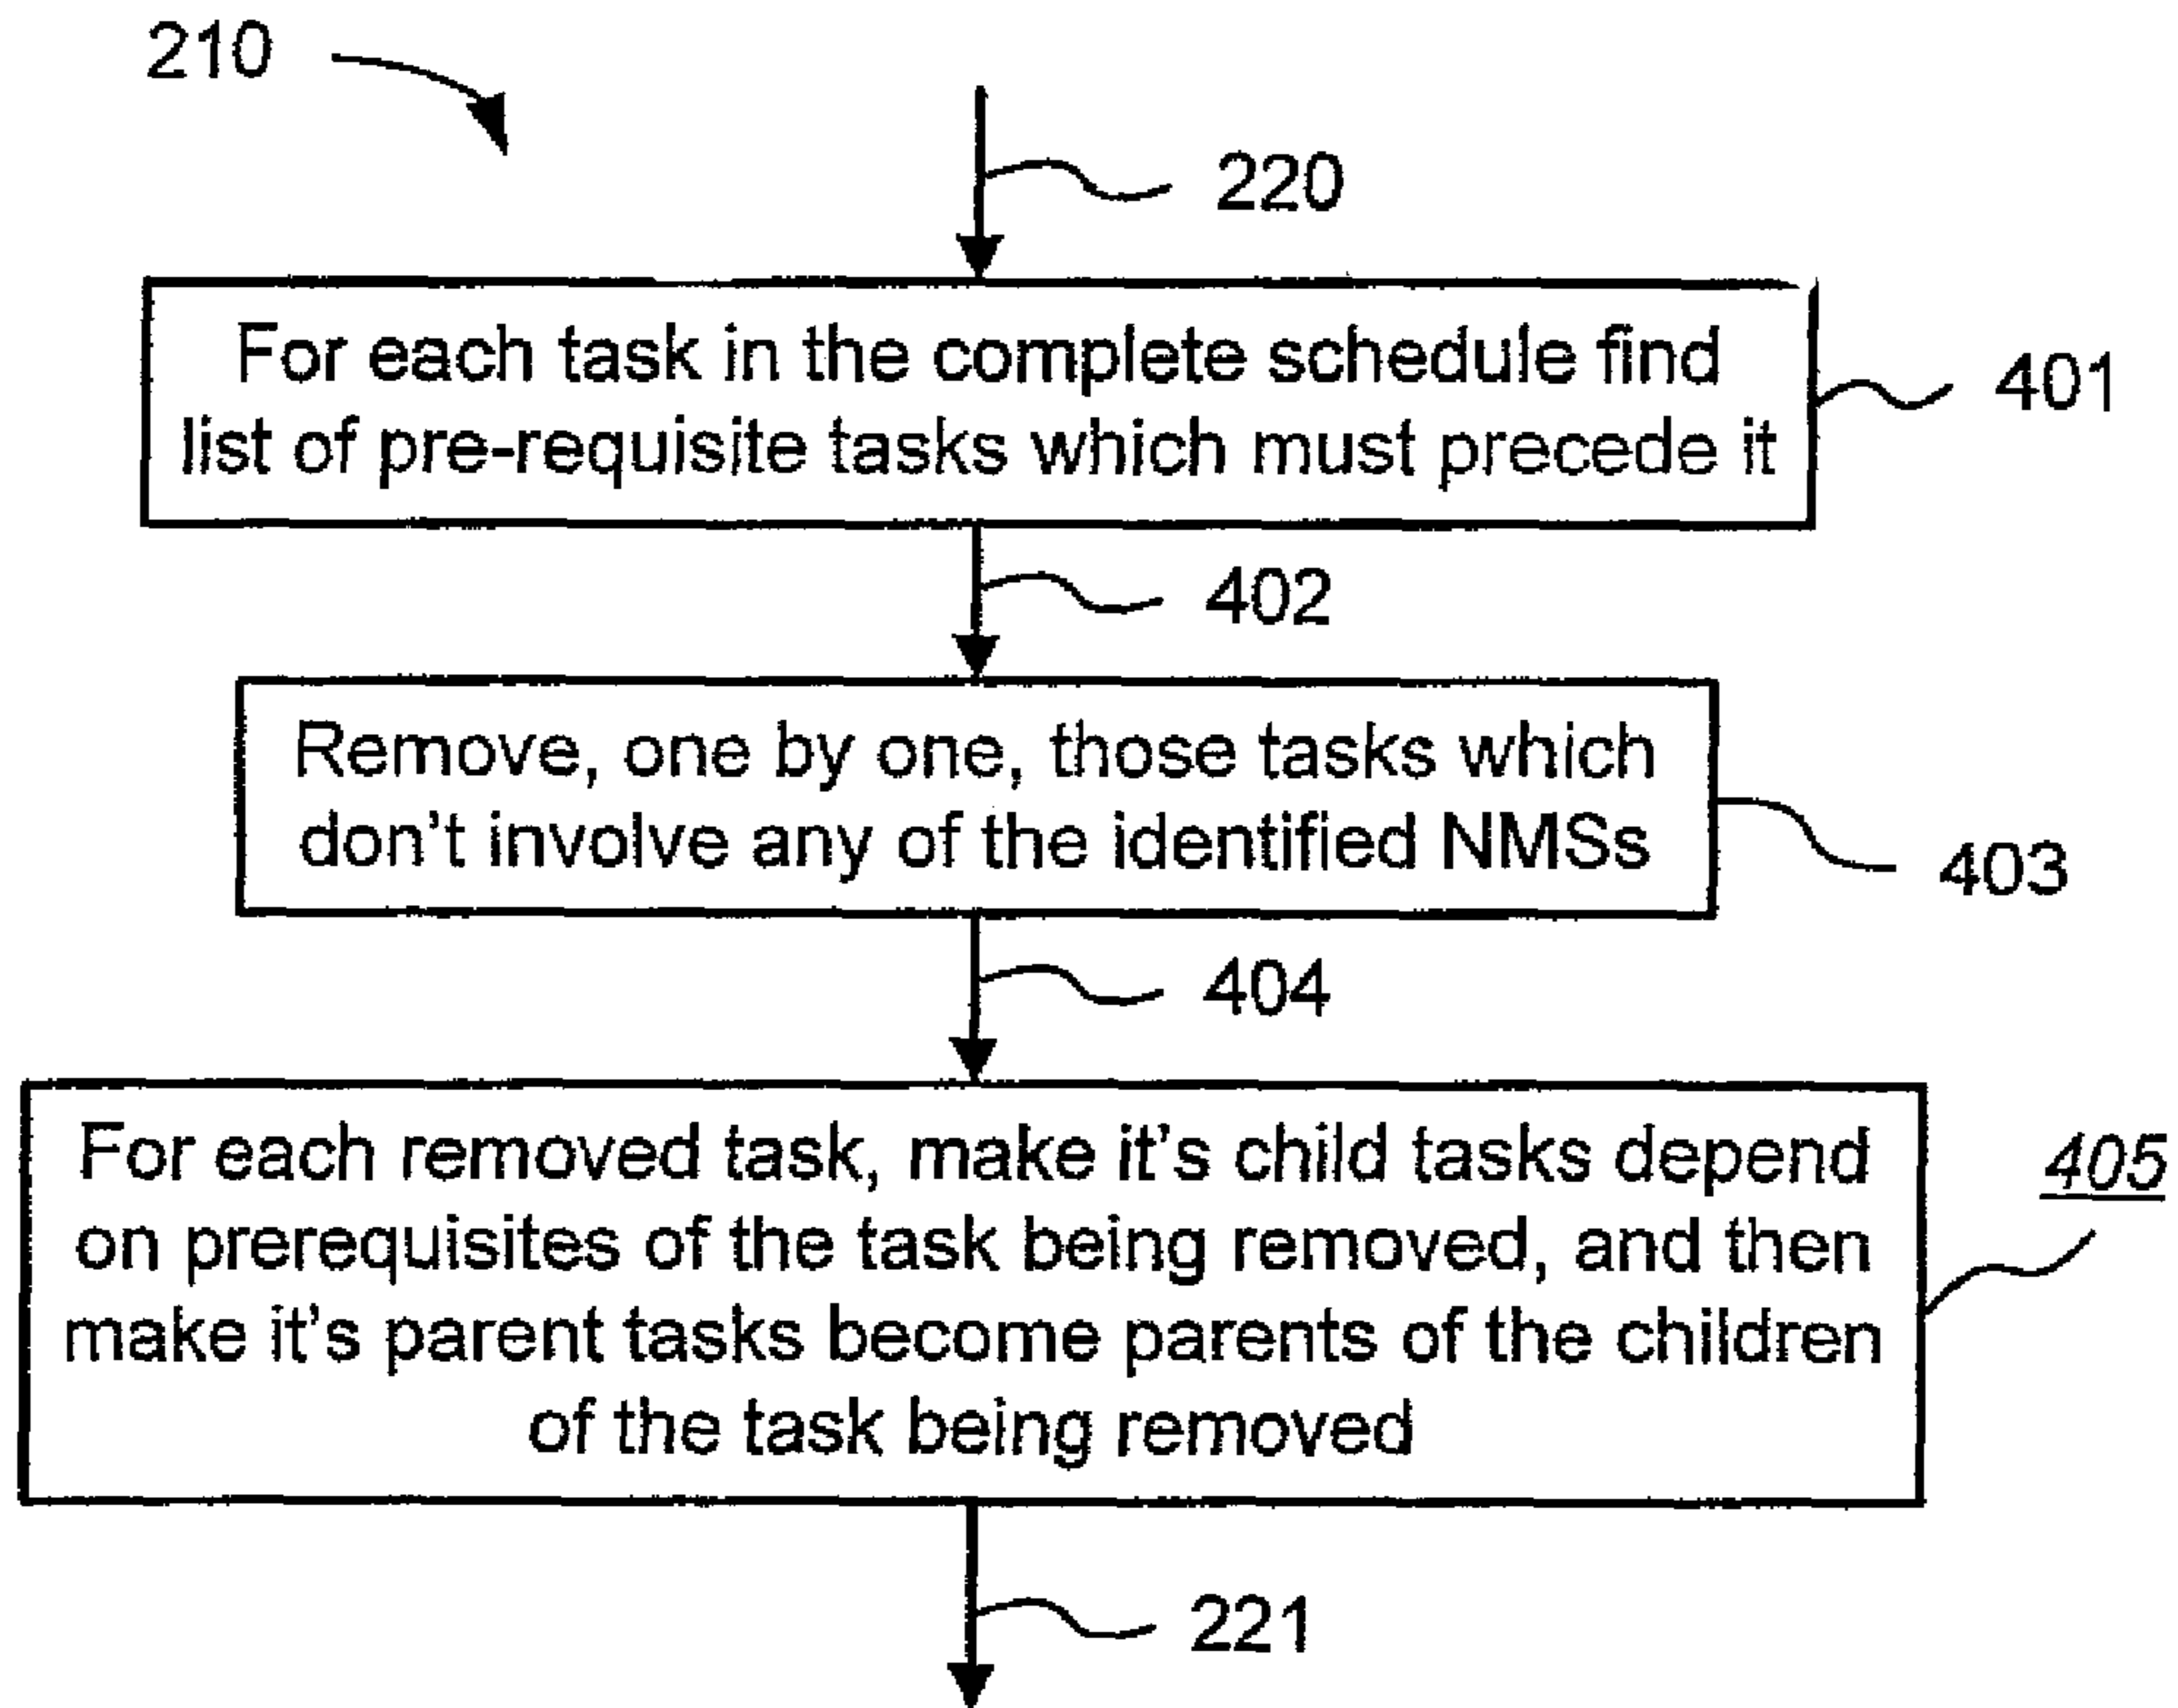 210
220
For each task in the complete schedule find
list of pre-requisite tasks which must precede it
401
402
Remove, one by one, those tasks which
don't involve any of the identified NMSs
403
404
For each removed task, make it's child tasks depend
on prerequisites of the task being removed, and then
make it's parent tasks become parents of the children
of the task being removed
405
221